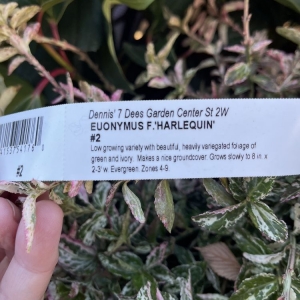 Dennis' 7 Dees Garden Center St 2W
EUONYMUS F.'HARLEQUIN'
#2
Low growing variety with beautiful, heavily variegated foliage of
green and ivory. Makes a nice groundcover. Grows slowly to 6 in. x
2-3' w. Evergreen. Zones 4-9.
#2